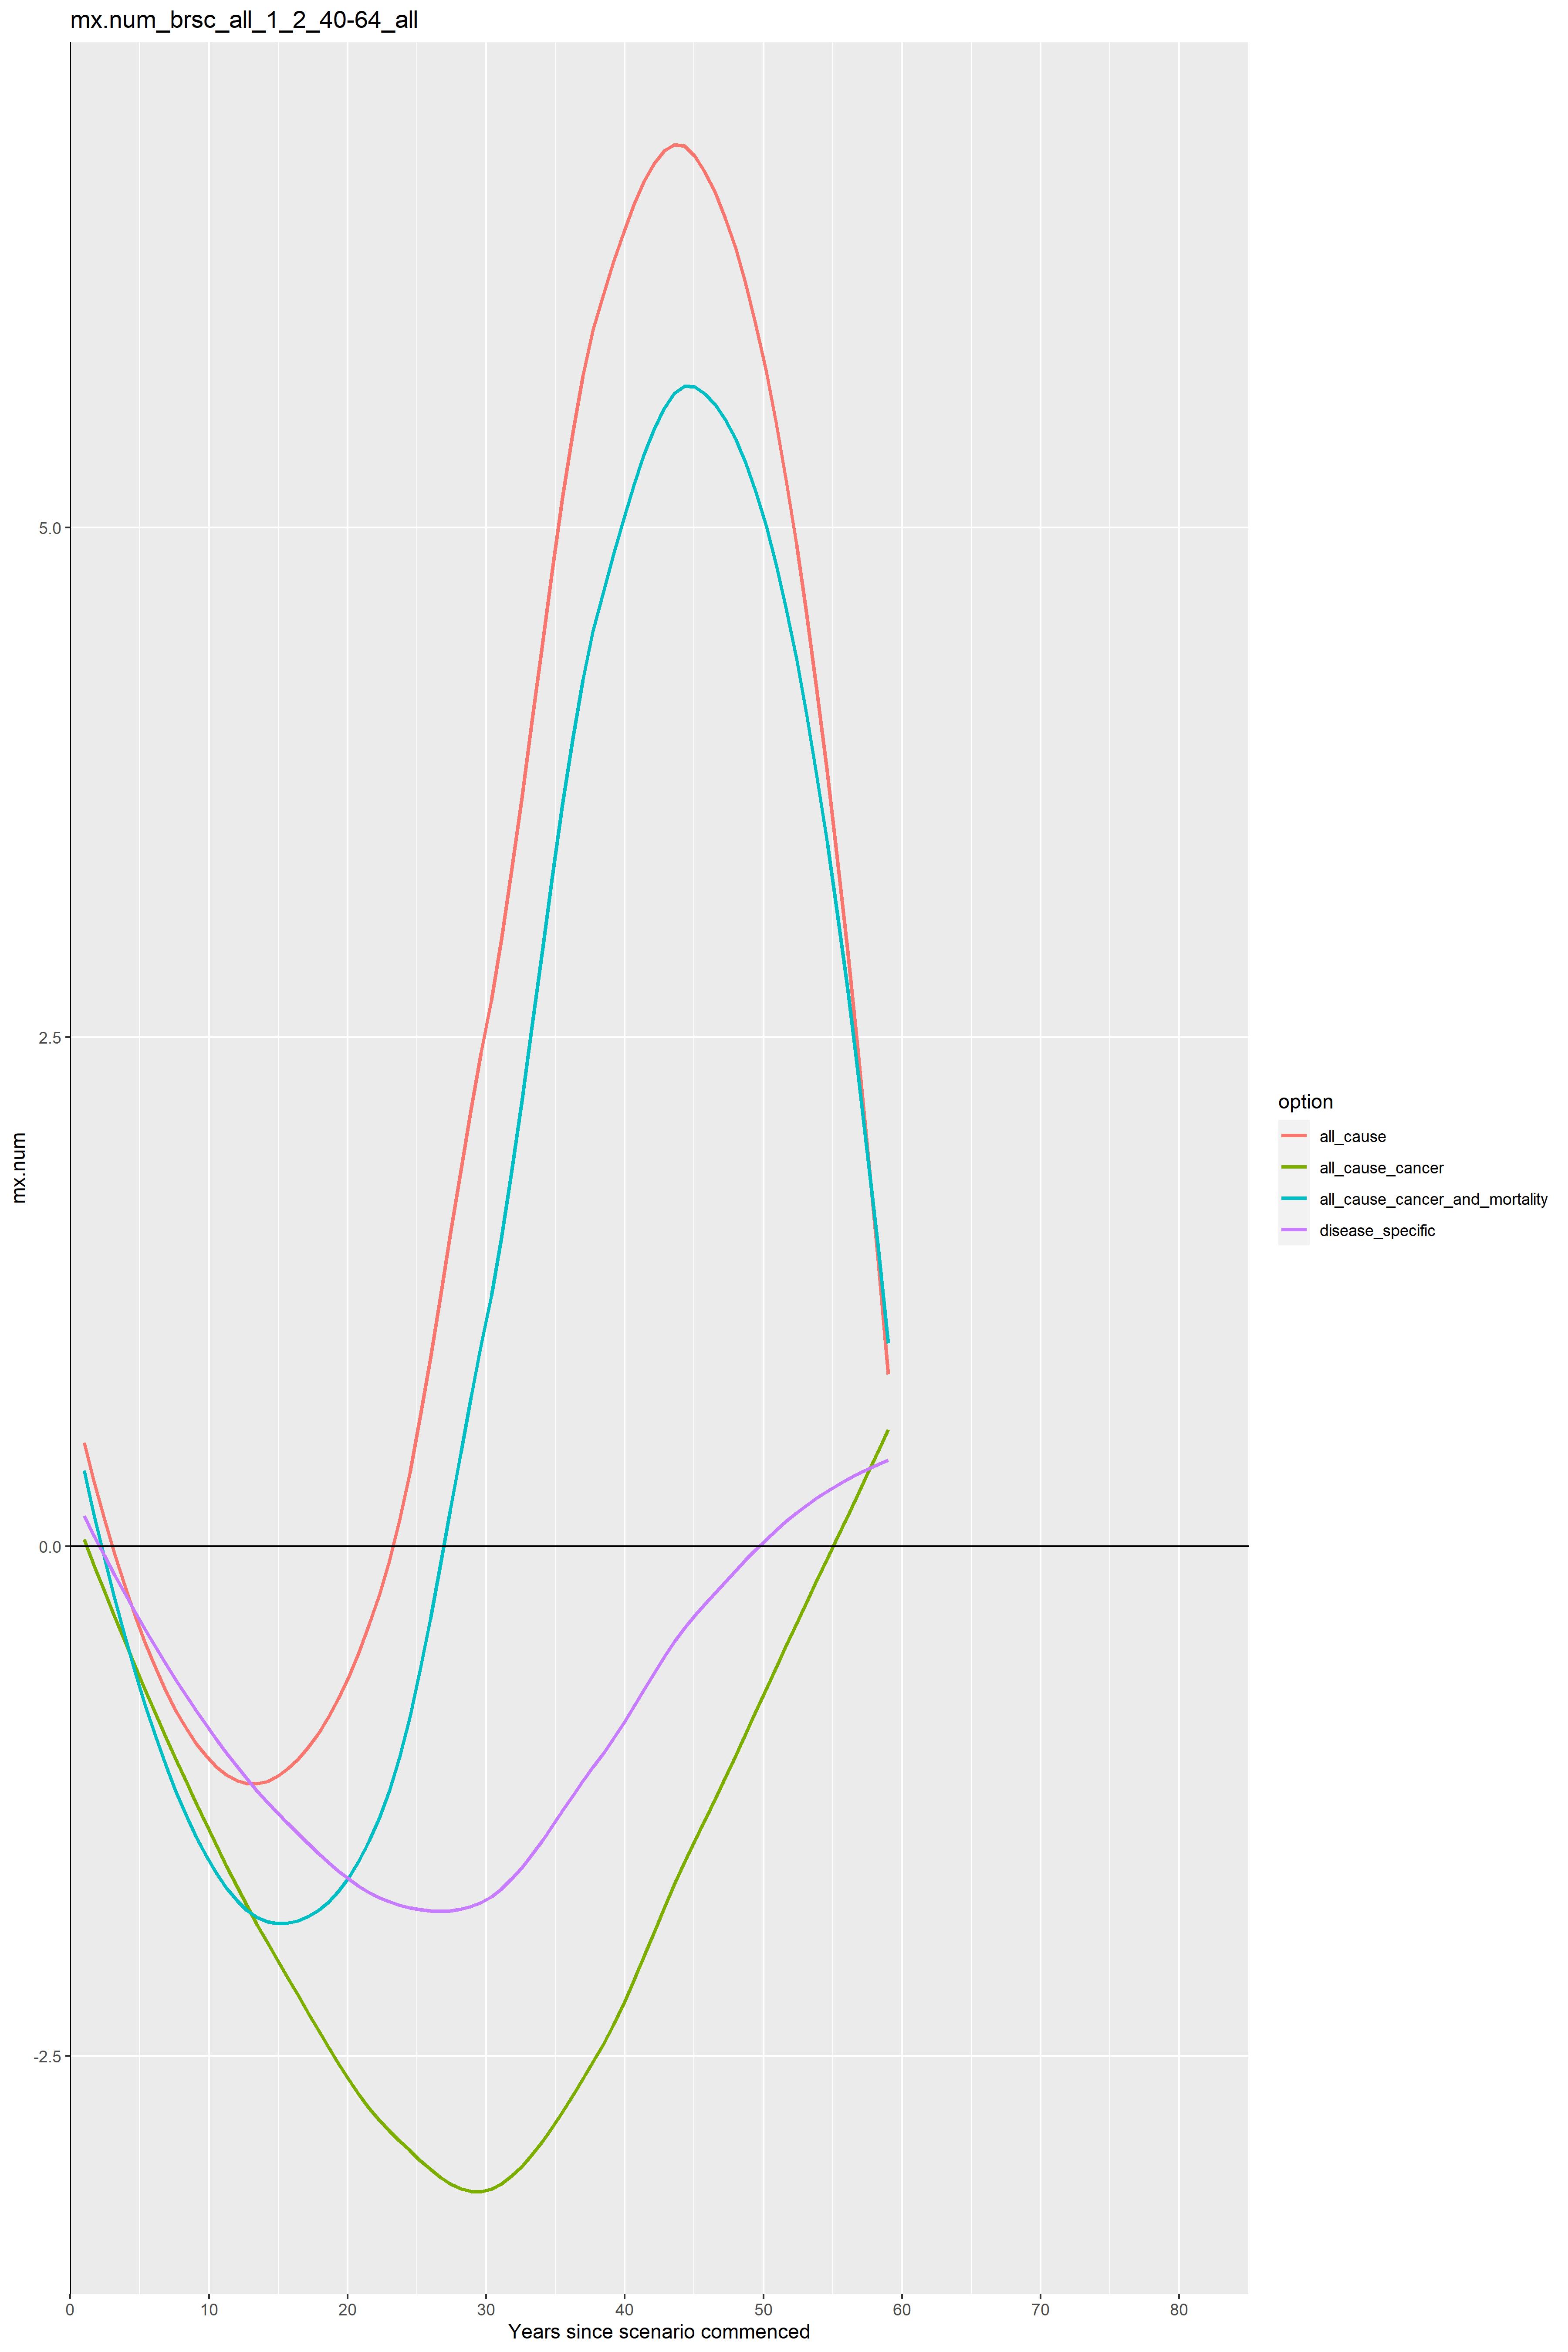 mx.num_brsc_all_1_2_40-64_all
mx.num
5.0
2.5
0.0
-2.5
0 10 20 30 40 50 60 70 80
Years since scenario commenced
option
all_cause
all_cause_cancer
all_cause_cancer_and_mortality
disease_specific